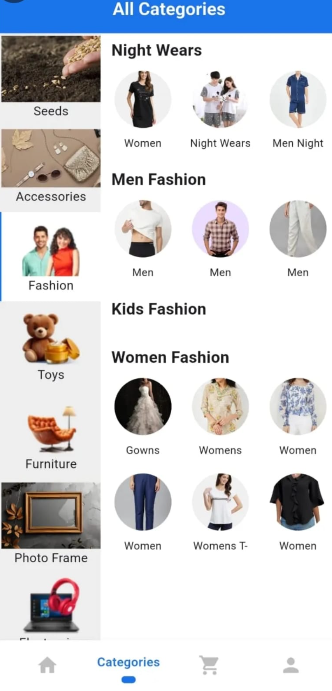 All Categories
Seeds
Accessories
Fashion
Toys
Furniture
Photo Frame
Night Wears
Women
Night Wears
Men Night
Men Fashion
Men
Men
Men
Kids Fashion
Women Fashion
Gowns
Womens
Women
Women
Womens T-
Women
Categories